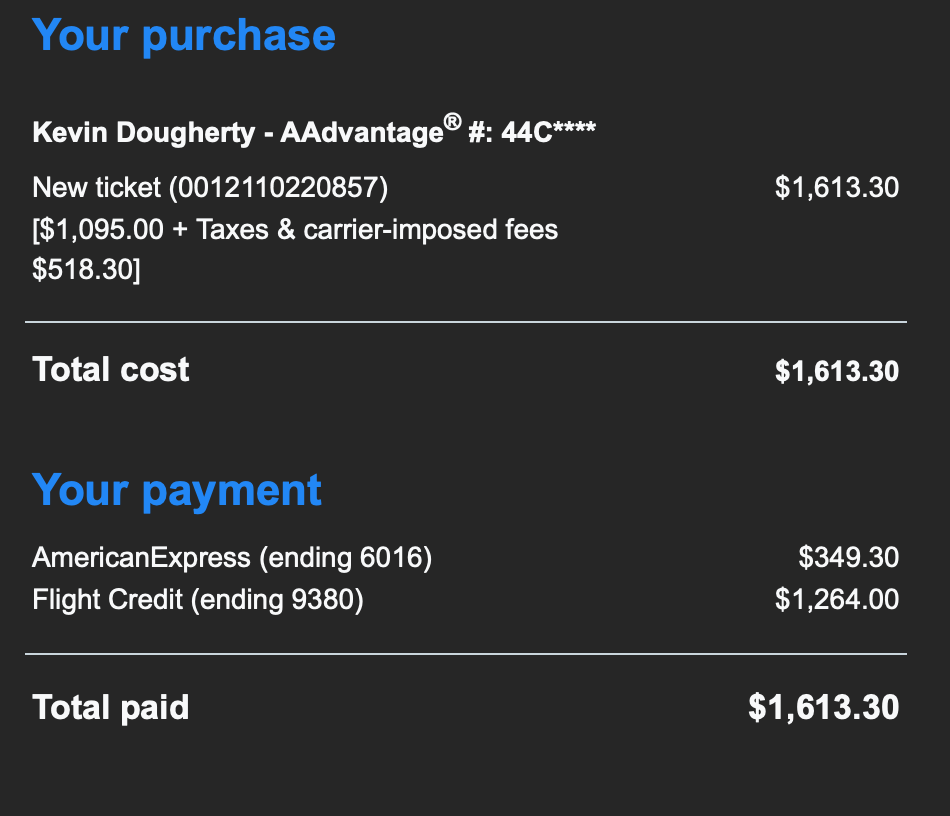 Your purchase
Kevin Dougherty - AAdvantage® #: 44C****
New ticket (0012110220857) $1,613.30
[$1,095.00 + Taxes & carrier-imposed fees
$518.30]
Total cost $1,613.30
Your payment
AmericanExpress (ending 6016) $349.30
Flight Credit (ending 9380) $1,264.00
Total paid $1,613.30